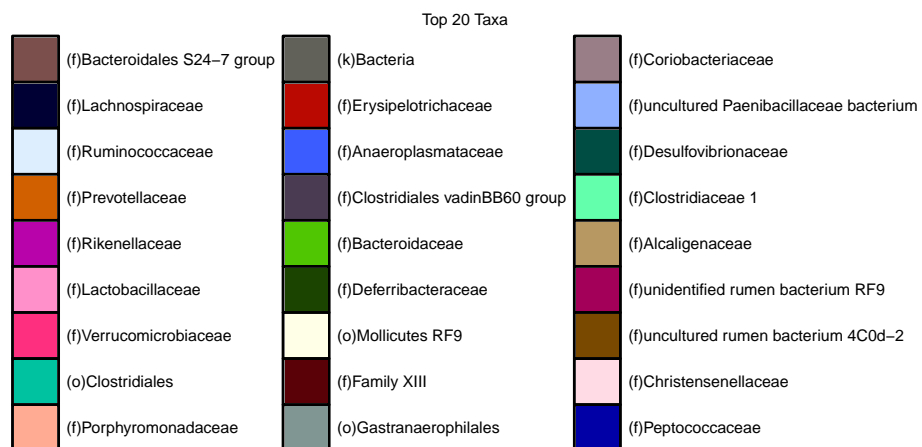 Top 20 Taxa
(f)Bacteroidales S24−7 group
(f)Lachnospiraceae
(f)Ruminococcaceae
(f)Prevotellaceae
(f)Rikenellaceae
(f)Lactobacillaceae
(f)Verrucomicrobiaceae
(o)Clostridiales
(f)Porphyromonadaceae
(k)Bacteria
(f)Erysipelotrichaceae
(f)Anaeroplasmataceae
(f)Clostridiales vadinBB60 group
(f)Bacteroidaceae
(f)Deferribacteraceae
(o)Mollicutes RF9
(f)Family XIII
(o)Gastranaerophilales
(f)Coriobacteriaceae
(f)uncultured Paenibacillaceae bacterium
(f)Desulfovibrionaceae
(f)Clostridiaceae 1
(f)Alcaligenaceae
(f)unidentified rumen bacterium RF9
(f)uncultured rumen bacterium 4C0d−2
(f)Christensenellaceae
(f)Peptococcaceae